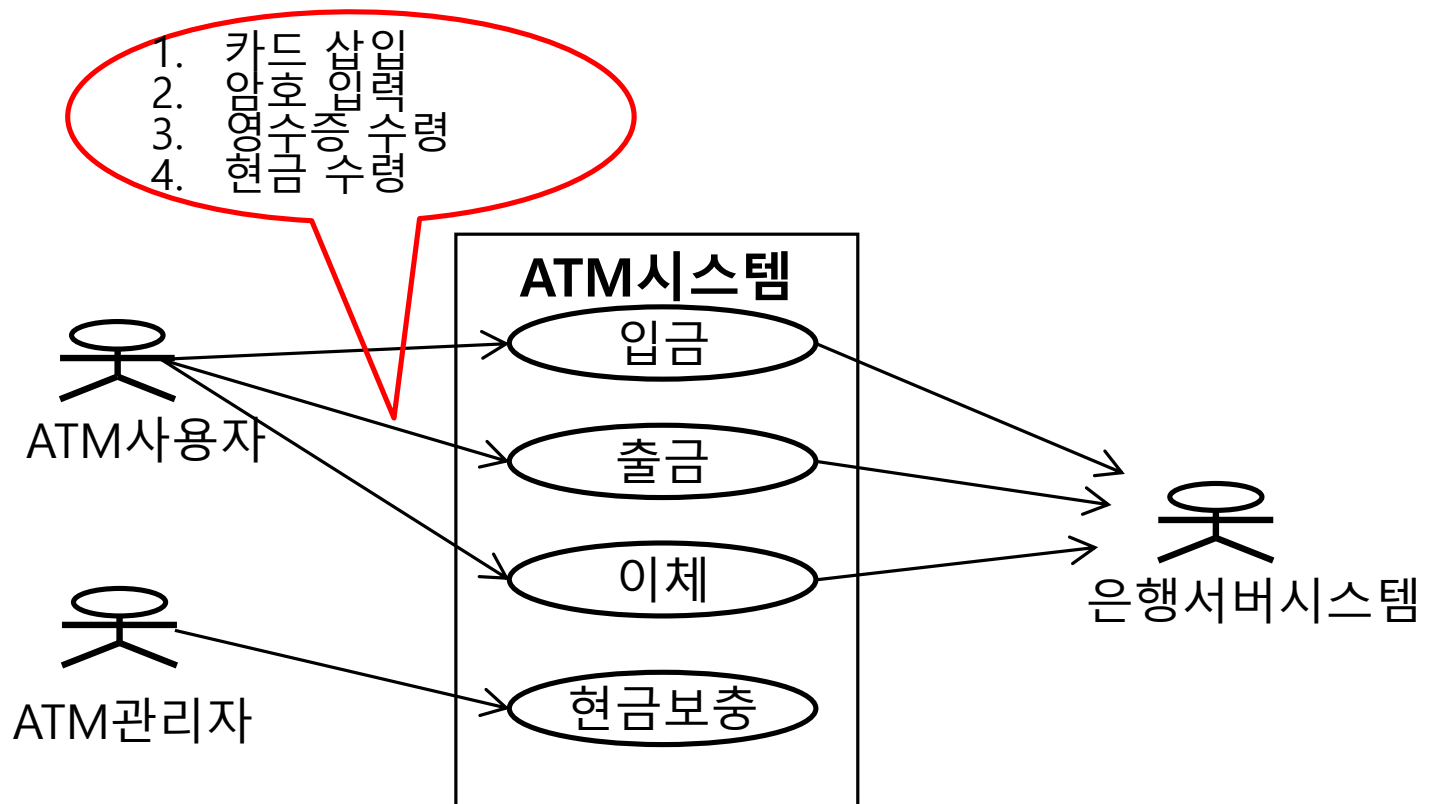 1. 카드 삽입
2. 암호 입력
3. 영수증 수령
4. 현금 수령
ATM시스템
입금
출금
이체
현금보충
ATM사용자
ATM관리자
은행서버시스템